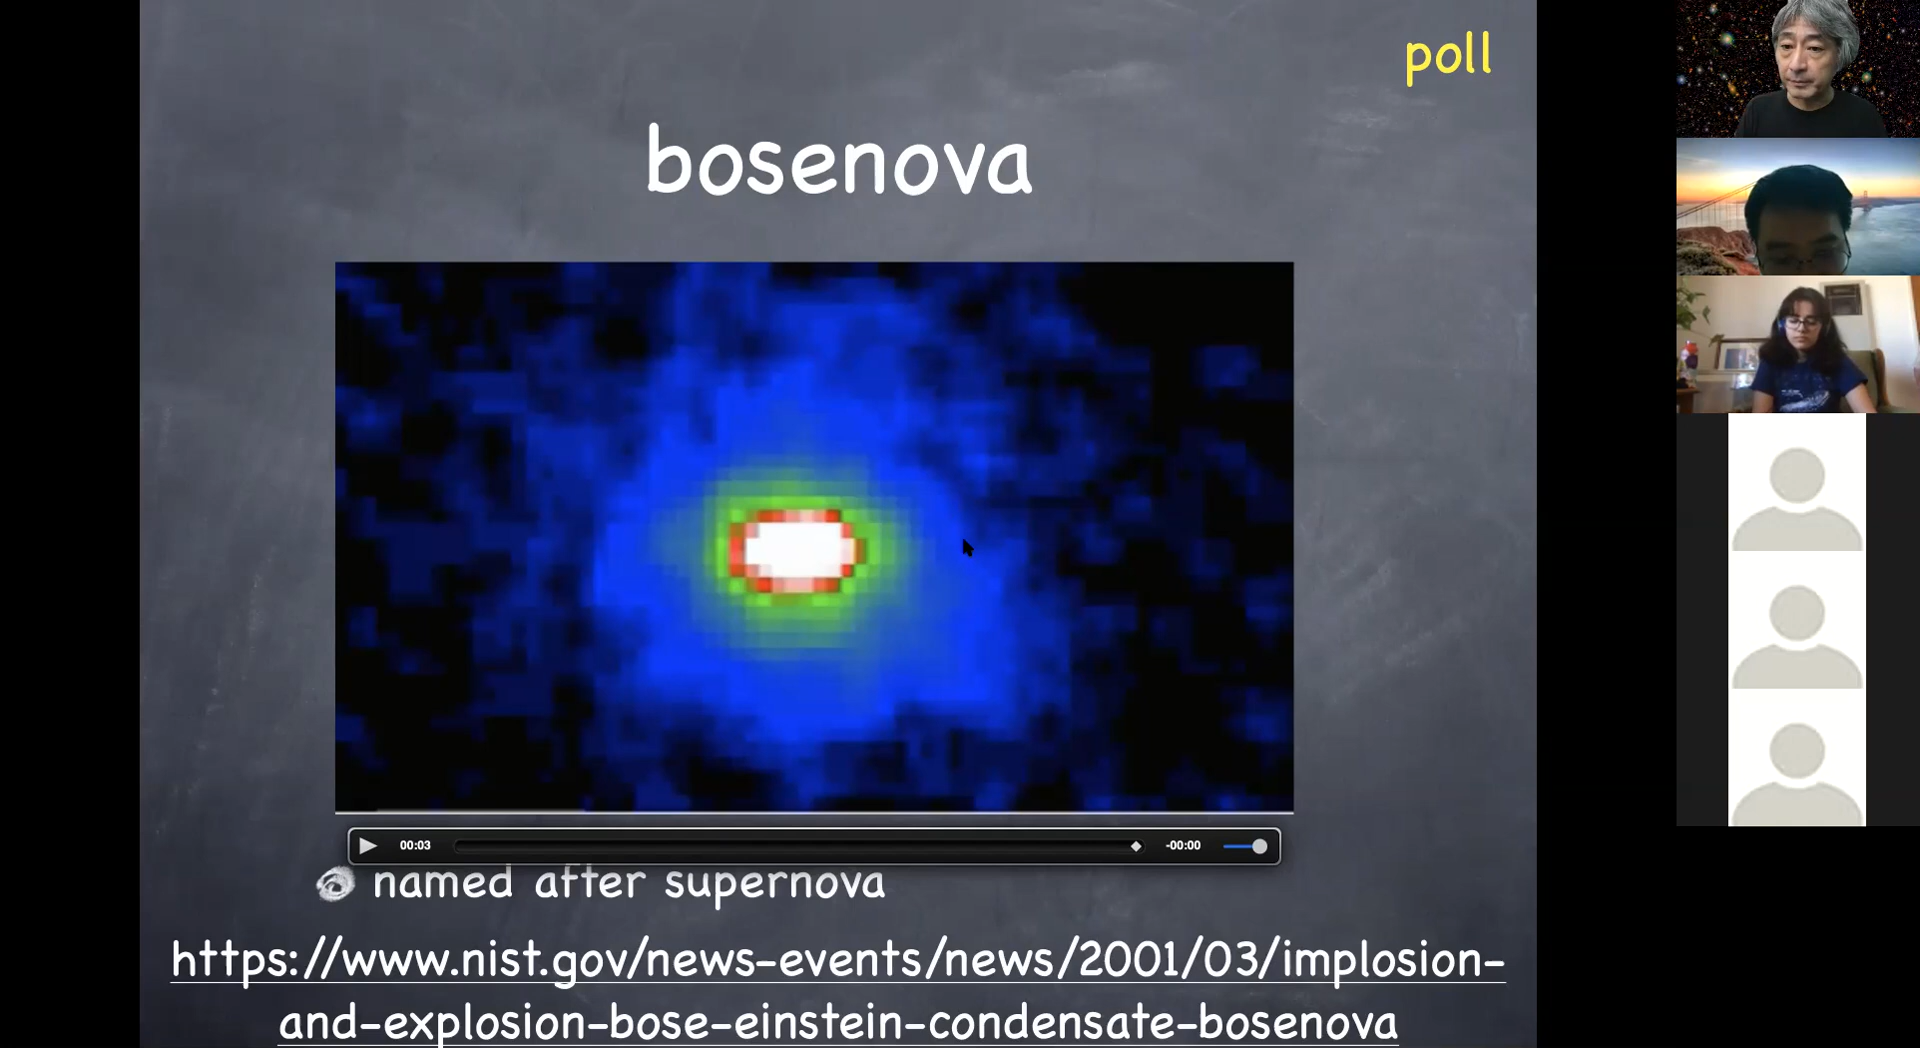 poll
bosenova
00:03
-00:00
named after supernova
https://www.nist.gov/news-events/news/2001/03/implosion-
and-explosion-bose-einstein-condensate-bosenova